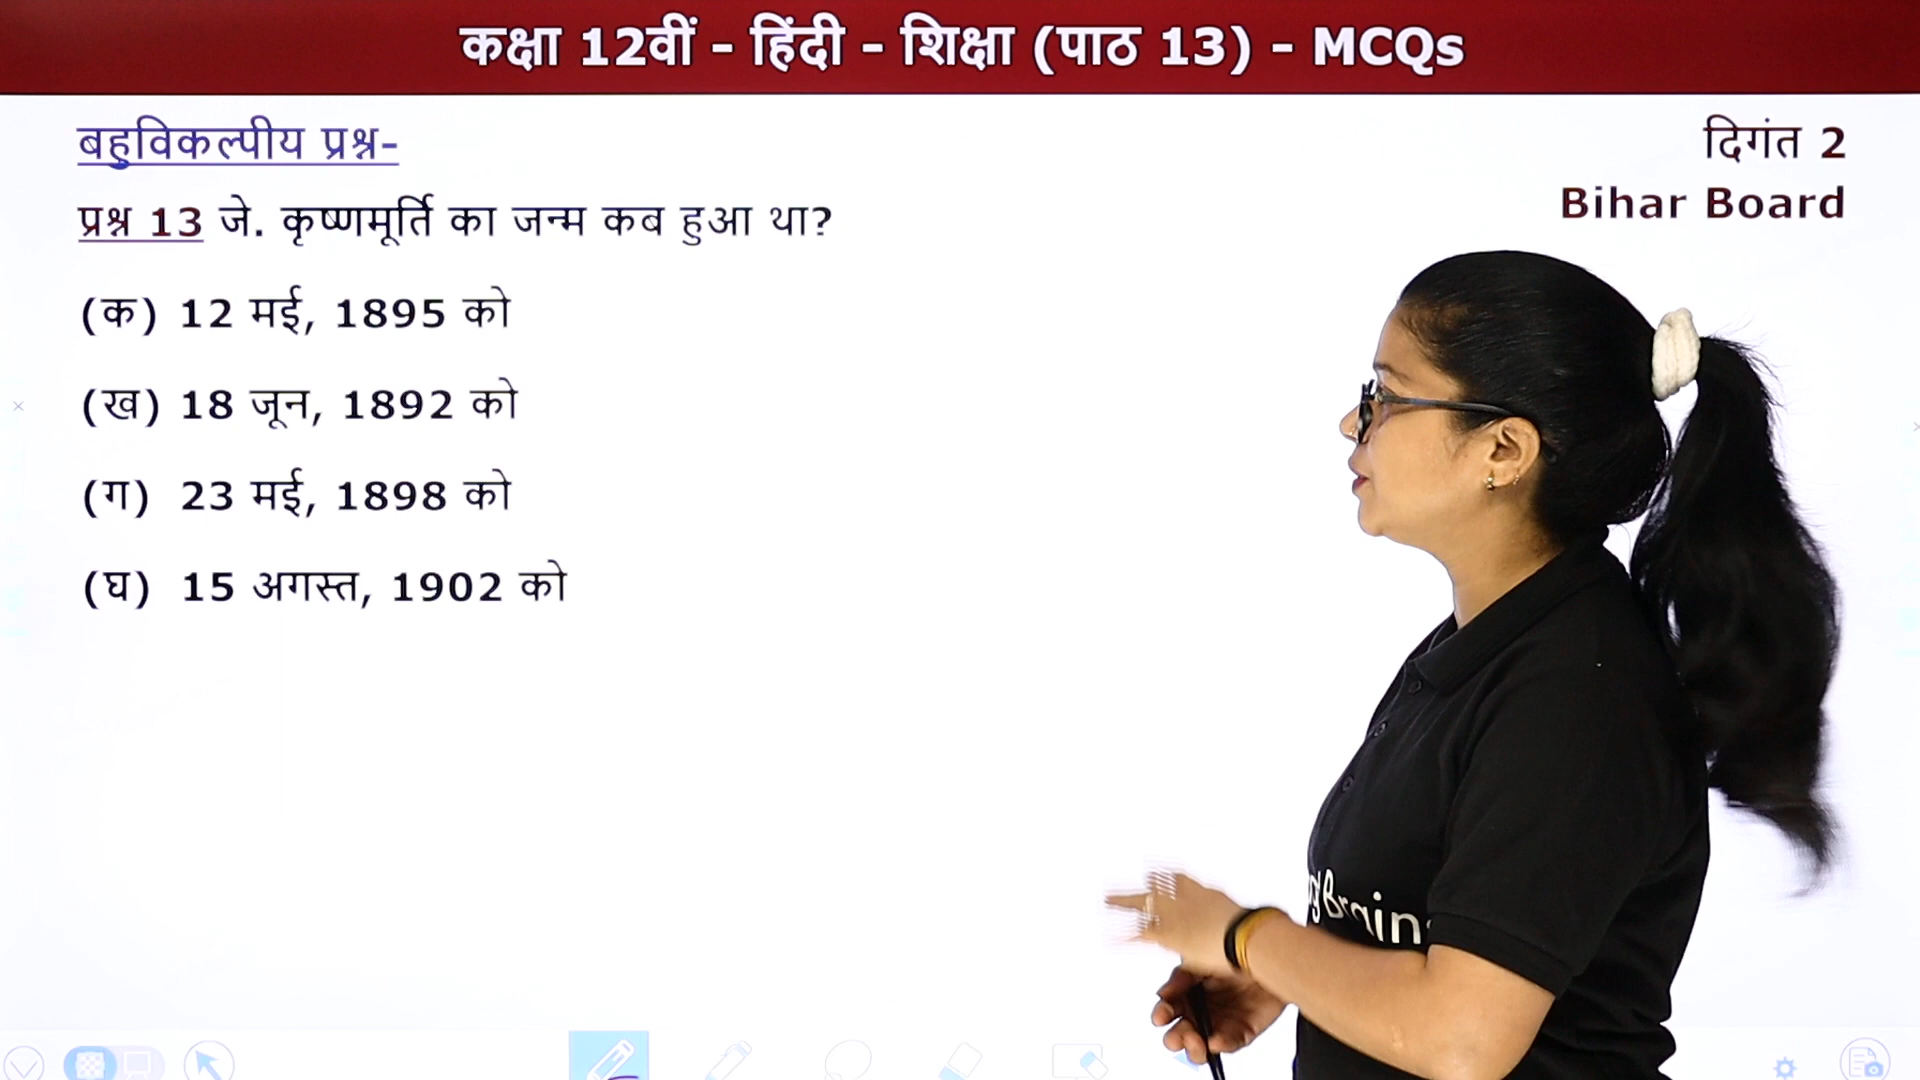 कक्षा 12वीं - हिंदी - शिक्षा (पाठ 13) - MCQs
बहुविकल्पीय प्रश्न-
दिगंत 2
Bihar Board
प्रश्न 13 जे. कृष्णमूर्ति का जन्म कब हुआ था?
(क) 12 मई, 1895 को
(ख) 18 जून, 1892 को
(ग) 23 मई, 1898 को
(घ) 15 अगस्त, 1902 को